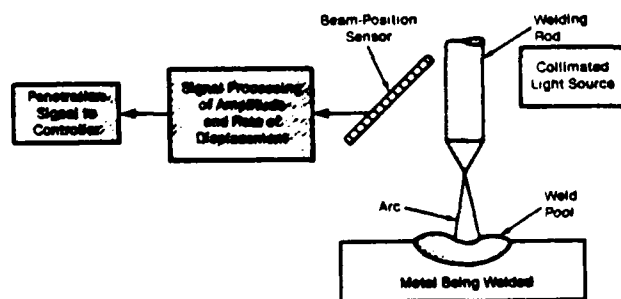 Beam-Position
Sensor
Welding
Rod
Collimated
Light Source
Signal Processing
of Amplitude
and Rate of
Displacement
Penetration
Signal to
Controller
Arc
Weld
Pool
Metal Being Welded